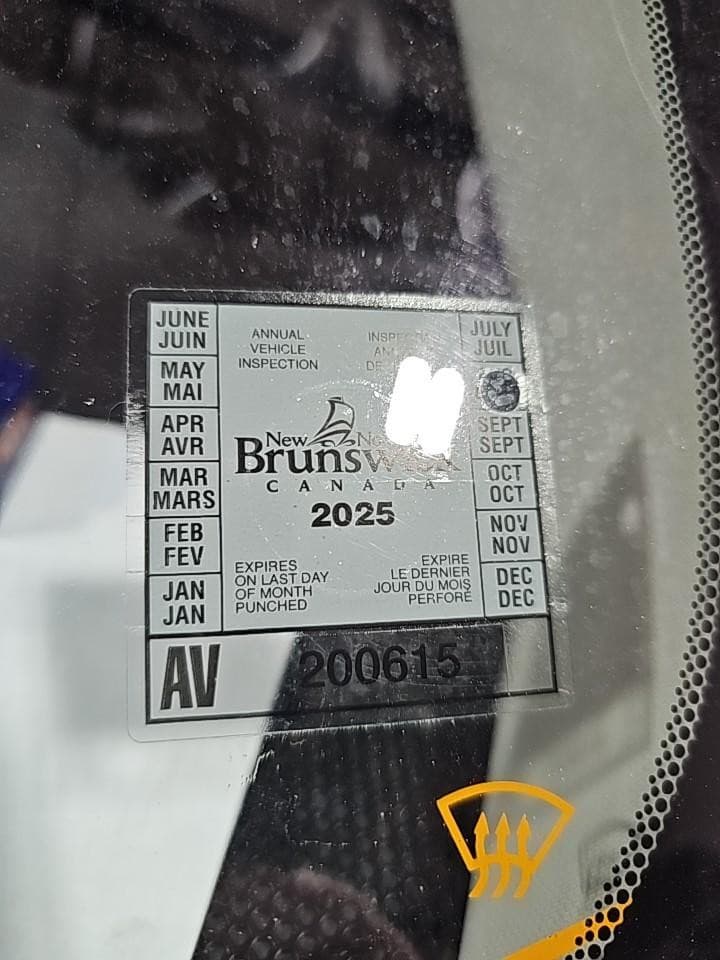 JUNE
JUIN
MAY
MAI
APR
AVR
MAR
MARS
FEB
FEV
JAN
JAN
ANNUAL
VEHICLE
INSPECTION
New
Brunswick
CANADA
2025
EXPIRES
ON LAST DAY
OF MONTH
PUNCHED
EXPIRE
LE DERNIER
JOUR DU MOIS
PERFORÉ
JULY
JUIL
SEPT
SEPT
OCT
OCT
NOV
NOV
DEC
DEC
AV
200615